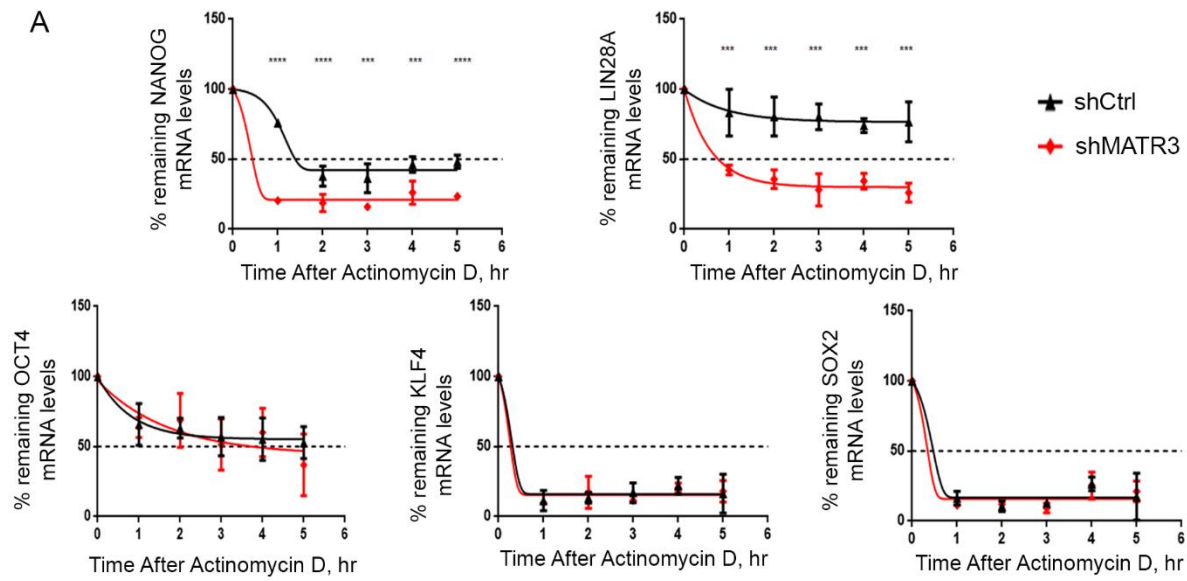 A
% remaining NANOG
mRNA levels
150
100
50
0
**** **** *** *** ****
0 1 2 3 4 5 6
Time After Actinomycin D, hr
% remaining LIN28A
mRNA levels
150
100
50
0
*** *** *** *** ***
0 1 2 3 4 5 6
Time After Actinomycin D, hr
shCtrl
shMATR3
% remaining OCT4
mRNA levels
150
100
50
0
0 1 2 3 4 5 6
Time After Actinomycin D, hr
% remaining KLF4
mRNA levels
150
100
50
0
0 1 2 3 4 5 6
Time After Actinomycin D, hr
% remaining SOX2
mRNA levels
150
100
50
0
0 1 2 3 4 5 6
Time After Actinomycin D, hr